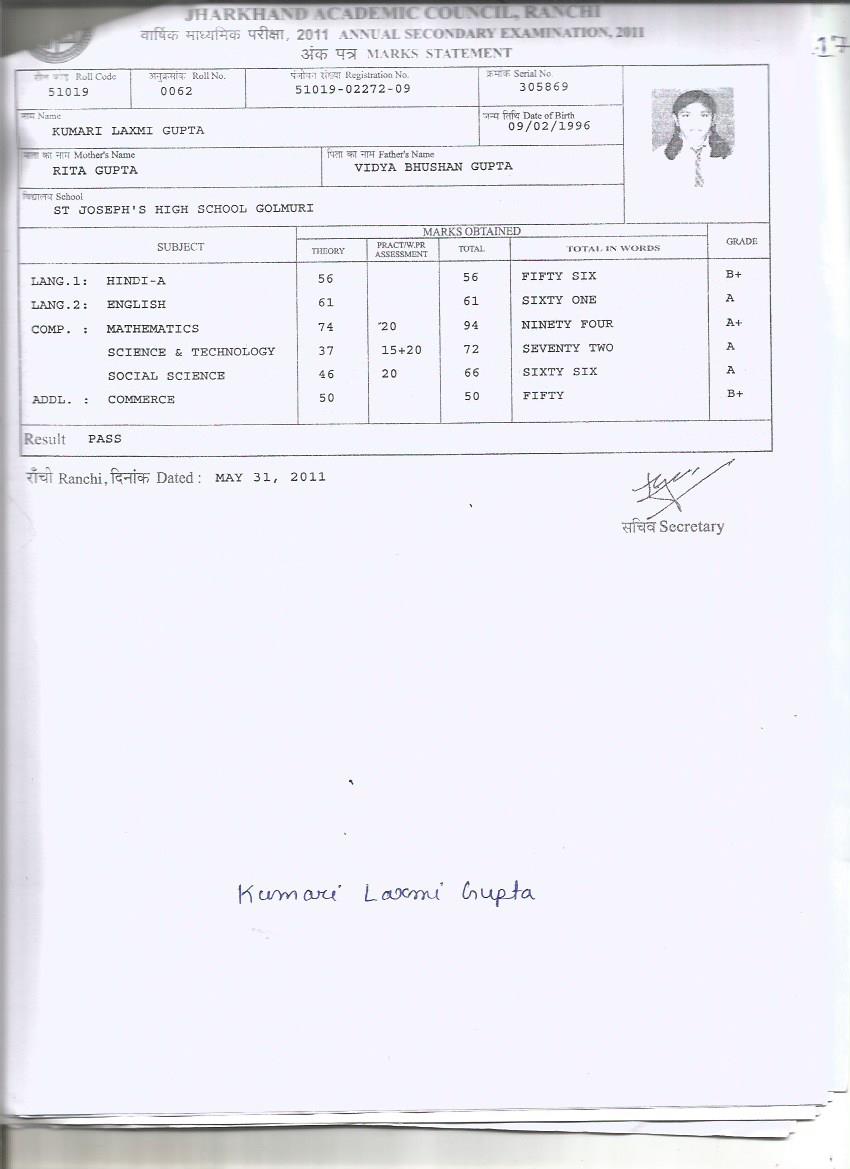 JHARKHAND ACADEMIC COUNCIL, RANCHI
वार्षिक माध्यमिक परीक्षा, 2011 ANNUAL SECONDARY EXAMINATION, 2011
अंक पत्र MARKS STATEMENT
17
Roll Code अनुक्रमांक Roll No. पंजीयन संख्या Registration No. क्रमांक Serial No.
51019 0062 51019-02272-09 305869
नाम Name जन्म तिथि Date of Birth
KUMARI LAXMI GUPTA 09/02/1996
माता का नाम Mother's Name पिता का नाम Father's Name
RITA GUPTA VIDYA BHUSHAN GUPTA
विद्यालय School
ST JOSEPH'S HIGH SCHOOL GOLMURI
SUBJECT MARKS OBTAINED GRADE
THEORY PRACT/W.PR ASSESSMENT TOTAL TOTAL IN WORDS
LANG.1: HINDI-A 56 56 FIFTY SIX B+
LANG.2: ENGLISH 61 61 SIXTY ONE A
COMP. : MATHEMATICS 74 20 94 NINETY FOUR A+
SCIENCE & TECHNOLOGY 37 15+20 72 SEVENTY TWO A
SOCIAL SCIENCE 46 20 66 SIXTY SIX A
ADDL. : COMMERCE 50 50 FIFTY B+
Result PASS
राँची Ranchi, दिनांक Dated : MAY 31, 2011
सचिव Secretary
Kumari Laxmi Gupta